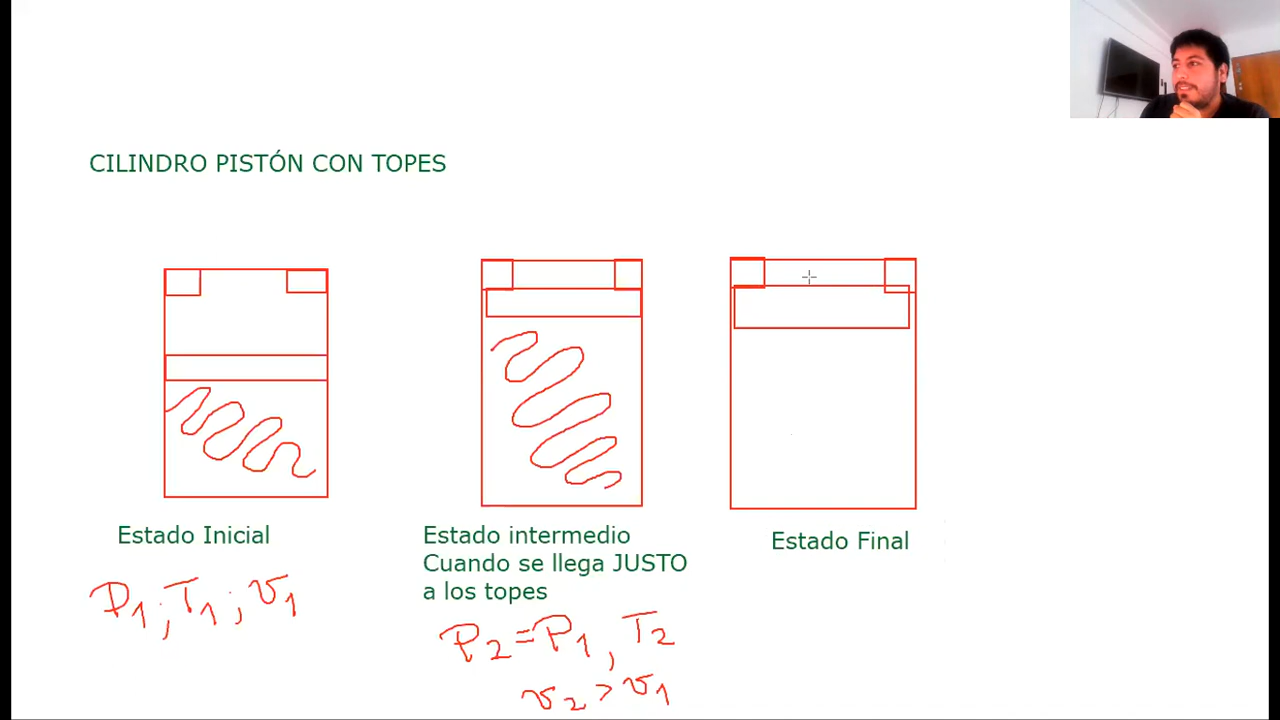 CILINDRO PISTÓN CON TOPES
Estado Inicial
P1; T1; v1
Estado intermedio
Cuando se llega JUSTO
a los topes
P2=P1, T2
v2 > v1
Estado Final